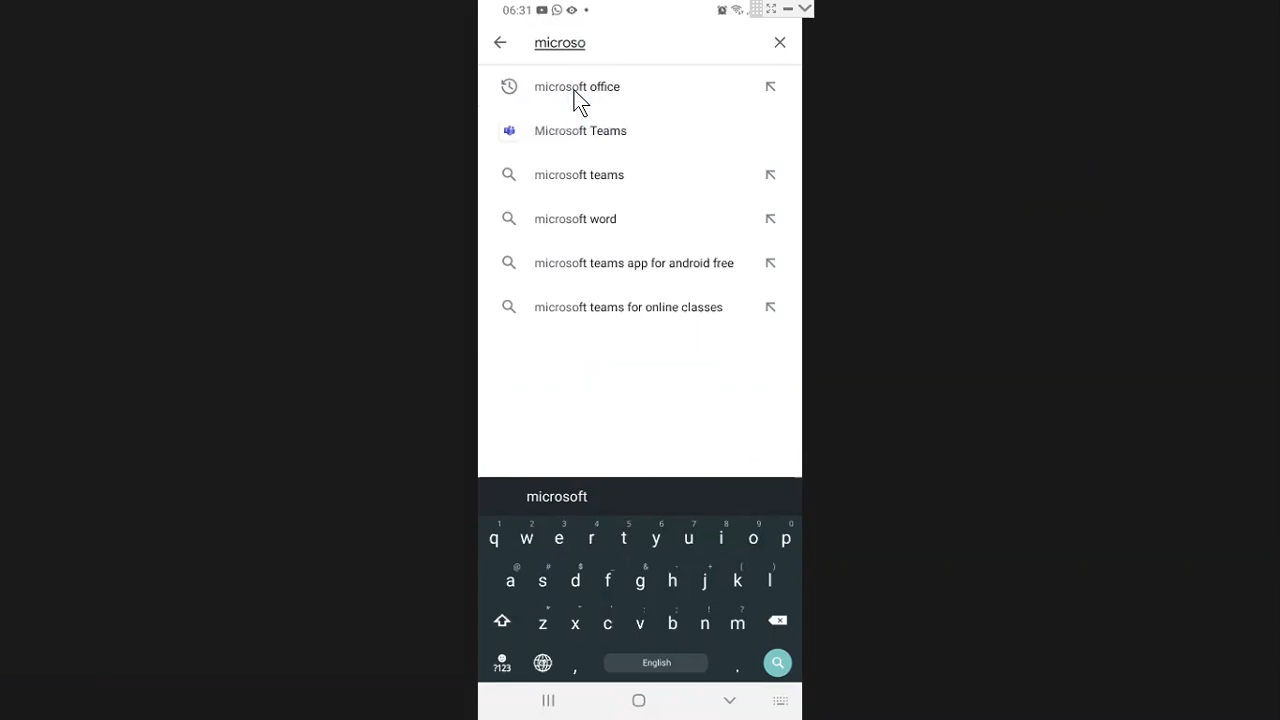 06:31
microso
microsoft office
Microsoft Teams
microsoft teams
microsoft word
microsoft teams app for android free
microsoft teams for online classes
microsoft
1 2 3 4 5 6 7 8 9 0
q w e r t y u i o p
@ # $ _ & - + ( )
a s d f g h j k l
* " ' : ; ! ?
z x c v b n m
?123 , English .